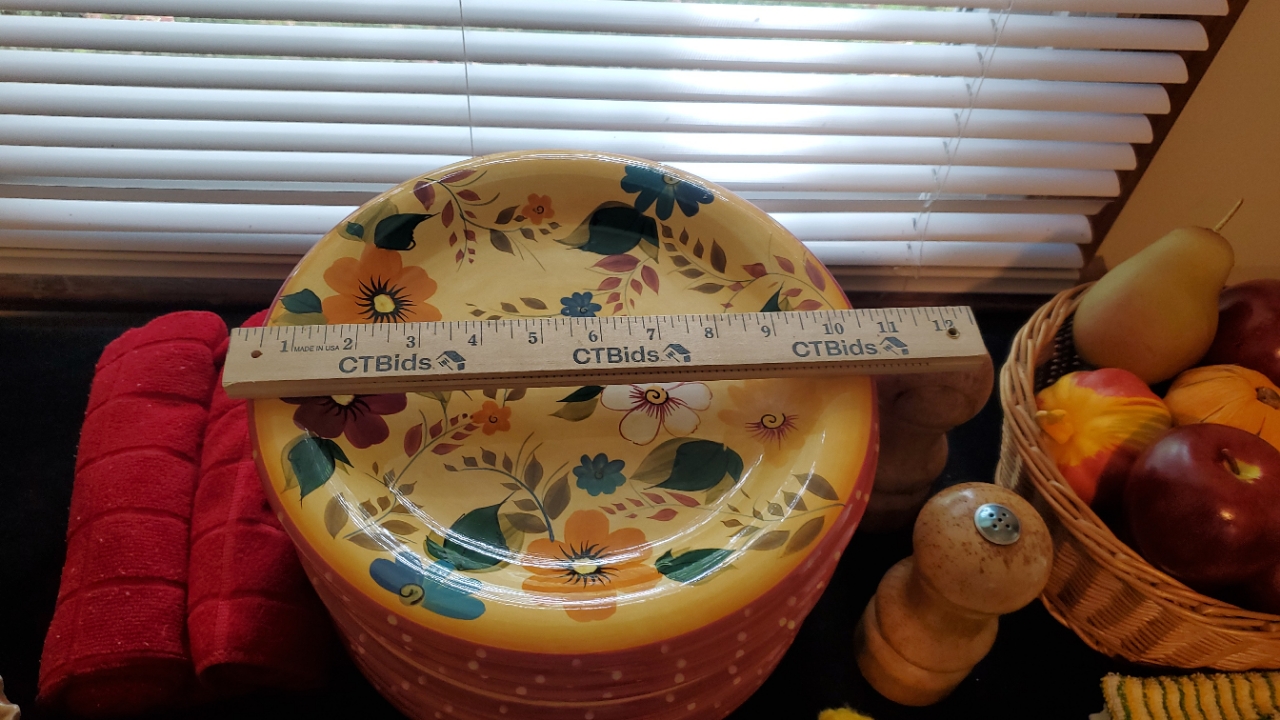 1 2 3 4 5 6 7 8 9 10 11 12
MADE IN USA
CTBids CTBids CTBids